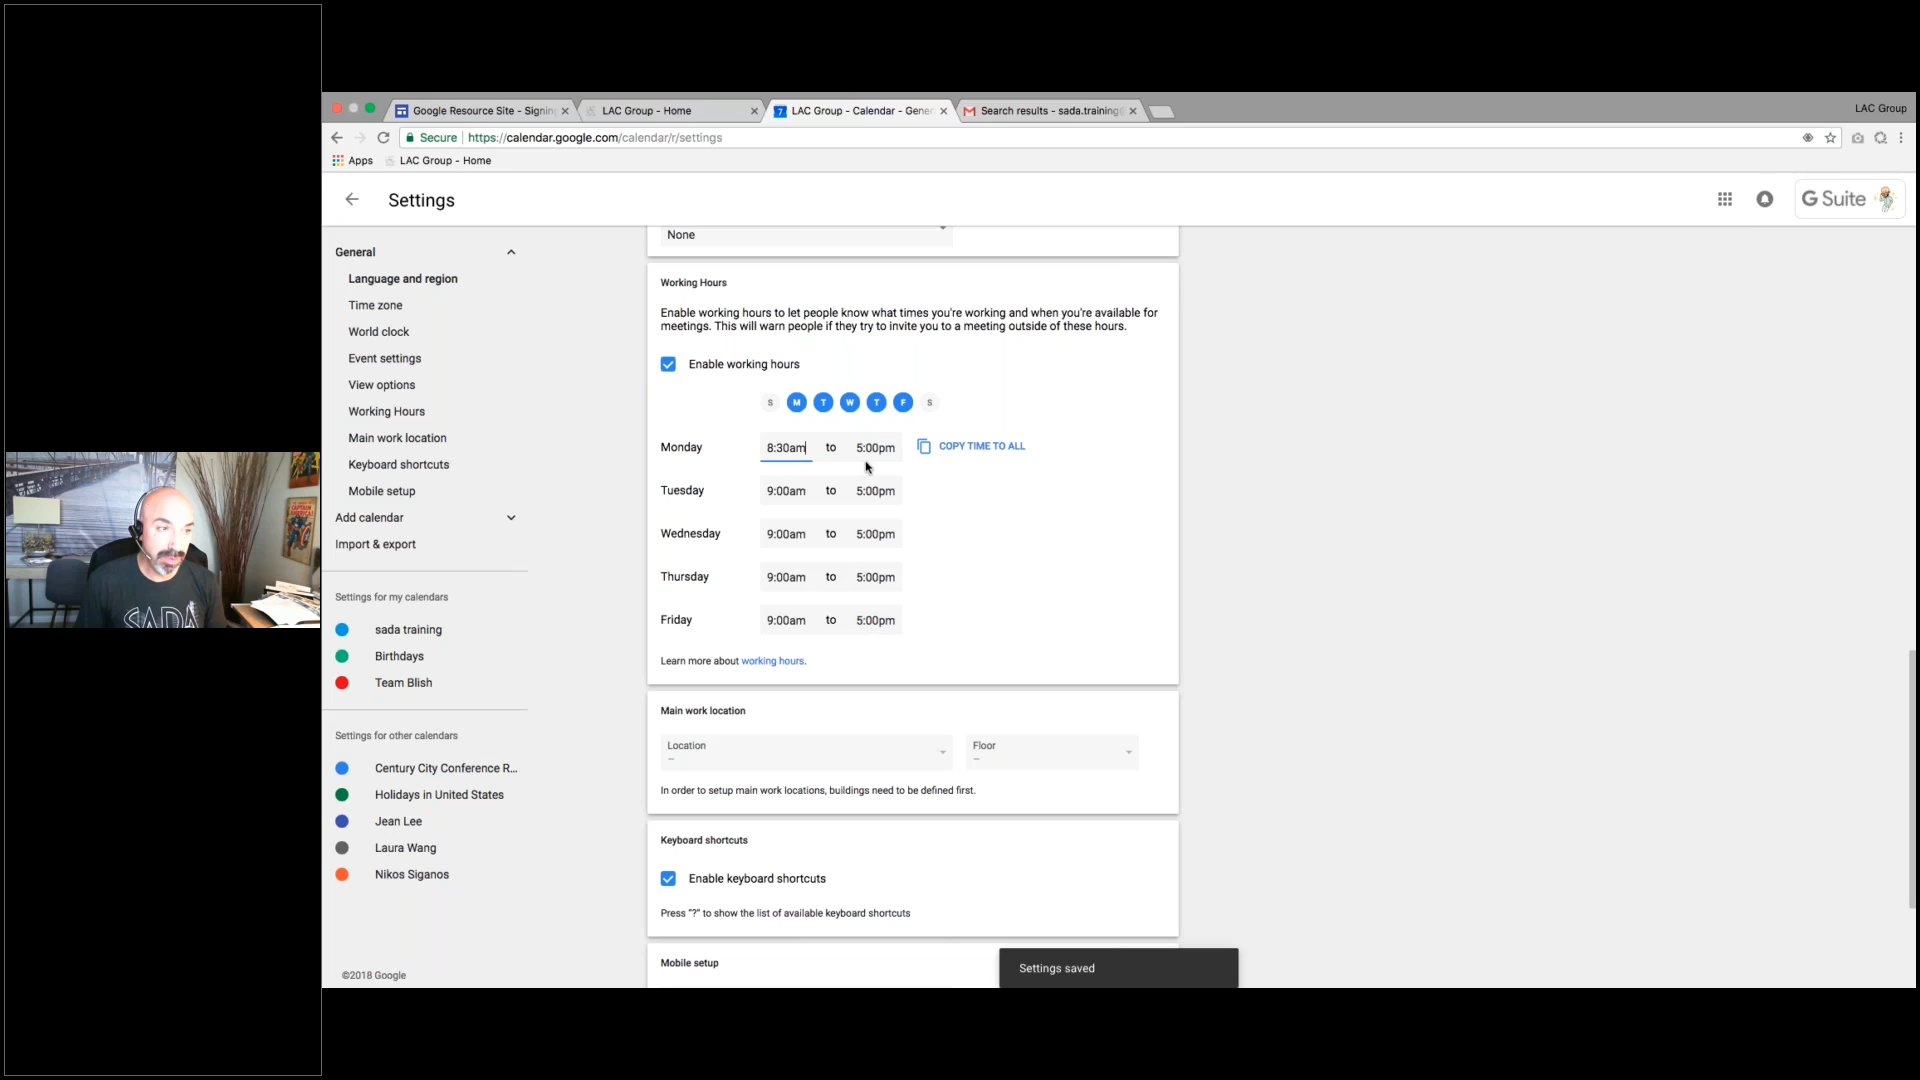 Google Resource Site - Signin
LAC Group - Home
7
LAC Group - Calendar - Gener
Search results - sada.training@
LAC Group
Secure
https://calendar.google.com/calendar/r/settings
Apps
LAC Group - Home
Settings
G Suite
General
Language and region
Time zone
World clock
Event settings
View options
Working Hours
Main work location
Keyboard shortcuts
Mobile setup
Add calendar
Import & export
Settings for my calendars
sada training
Birthdays
Team Blish
Settings for other calendars
Century City Conference R...
Holidays in United States
Jean Lee
Laura Wang
Nikos Siganos
©2018 Google
None
Working Hours
Enable working hours to let people know what times you're working and when you're available for
meetings. This will warn people if they try to invite you to a meeting outside of these hours.
Enable working hours
S M T W T F S
Monday 8:30am to 5:00pm COPY TIME TO ALL
Tuesday 9:00am to 5:00pm
Wednesday 9:00am to 5:00pm
Thursday 9:00am to 5:00pm
Friday 9:00am to 5:00pm
Learn more about working hours.
Main work location
Location
–
Floor
–
In order to setup main work locations, buildings need to be defined first.
Keyboard shortcuts
Enable keyboard shortcuts
Press "?" to show the list of available keyboard shortcuts
Mobile setup
Settings saved
SADA